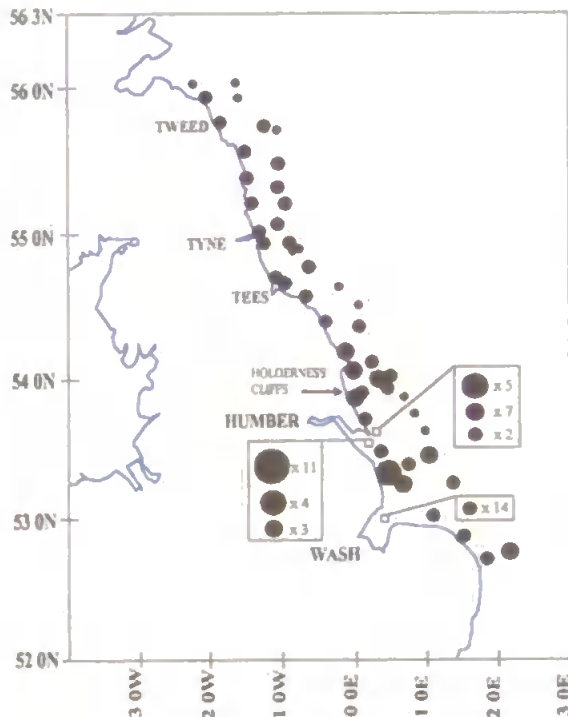 56.3N
56 0N
TWEED
TYNE
55 0N
TEES
HOLDERNESS
CLIFFS
54 0N
HUMBER
x 5
x 7
x 2
x 11
x 4
x 3
x 14
53 0N
WASH
52 0N
3 0W
2 0W
1 0W
0 0E
1 0E
2 0E
3 0E